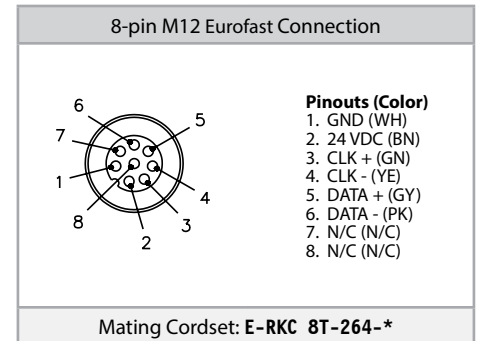 8-pin M12 Eurofast Connection
6
5
7
1
4
8
3
2
Pinouts (Color)
1. GND (WH)
2. 24 VDC (BN)
3. CLK + (GN)
4. CLK - (YE)
5. DATA + (GY)
6. DATA - (PK)
7. N/C (N/C)
8. N/C (N/C)
Mating Cordset: E-RKC 8T-264-*